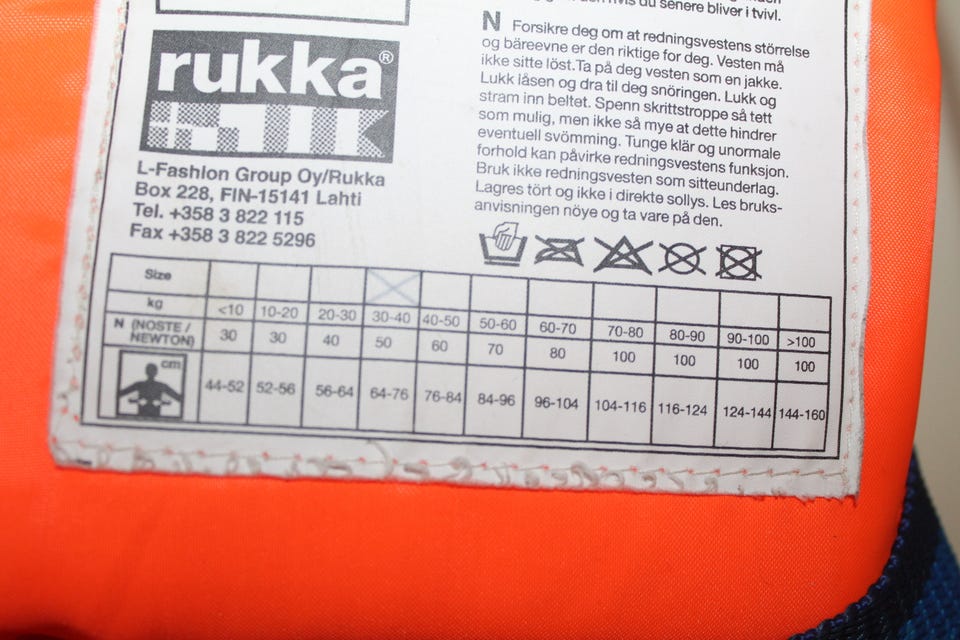 hvis du senere bliver i tvivl.
N Forsikre deg om at redningsvestens størrelse
og bäreevne er den riktige for deg. Vesten må
ikke sitte löst.Ta på deg vesten som en jakke.
Lukk låsen og dra til deg snöringen. Lukk og
stram inn beltet. Spenn skrittstroppe så tett
som mulig, men ikke så mye at dette hindrer
eventuell svömming. Tunge klär og unormale
forhold kan påvirke redningsvestens funksjon.
Bruk ikke redningsvesten som sitteunderlag.
Lagres tört og ikke i direkte sollys. Les bruks-
anvisningen nöye og ta vare på den.
rukka®
L-Fashion Group Oy/Rukka
Box 228, FIN-15141 Lahti
Tel. +358 3 822 115
Fax +358 3 822 5296
Size
kg <10 10-20 20-30 30-40 40-50 50-60 60-70 70-80 80-90 90-100 >100
N (NOSTE /
NEWTON) 30 30 40 50 60 70 80 100 100 100 100
cm 44-52 52-56 56-64 64-76 76-84 84-96 96-104 104-116 116-124 124-144 144-160